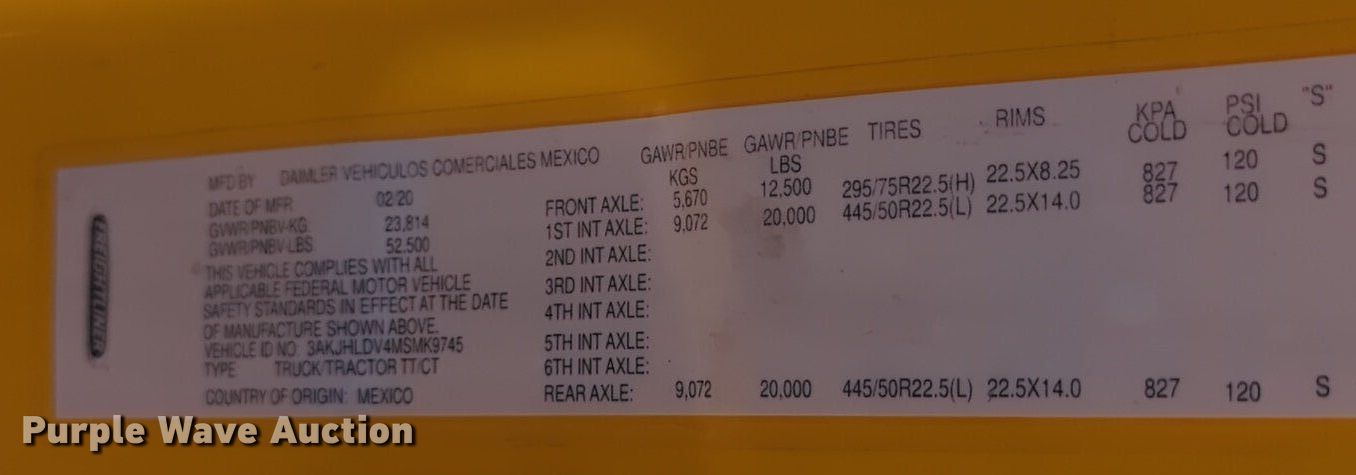 FREIGHTLINER
MFD BY DAIMLER VEHICULOS COMERCIALES MEXICO
DATE OF MFR 02/20
GVWR/PNBV-KG. 23,814
GVWR/PNBV-LBS 52,500
THIS VEHICLE COMPLIES WITH ALL
APPLICABLE FEDERAL MOTOR VEHICLE
SAFETY STANDARDS IN EFFECT AT THE DATE
OF MANUFACTURE SHOWN ABOVE.
VEHICLE ID NO: 3AKJHLDV4MSMK9745
TYPE TRUCK/TRACTOR TT/CT
COUNTRY OF ORIGIN: MEXICO
GAWR/PNBE KGS GAWR/PNBE LBS TIRES RIMS KPA COLD PSI COLD "S"
FRONT AXLE: 5,670 12,500 295/75R22.5(H) 22.5X8.25 827 120 S
1ST INT AXLE: 9,072 20,000 445/50R22.5(L) 22.5X14.0 827 120 S
2ND INT AXLE:
3RD INT AXLE:
4TH INT AXLE:
5TH INT AXLE:
6TH INT AXLE:
REAR AXLE: 9,072 20,000 445/50R22.5(L) 22.5X14.0 827 120 S
Purple Wave Auction